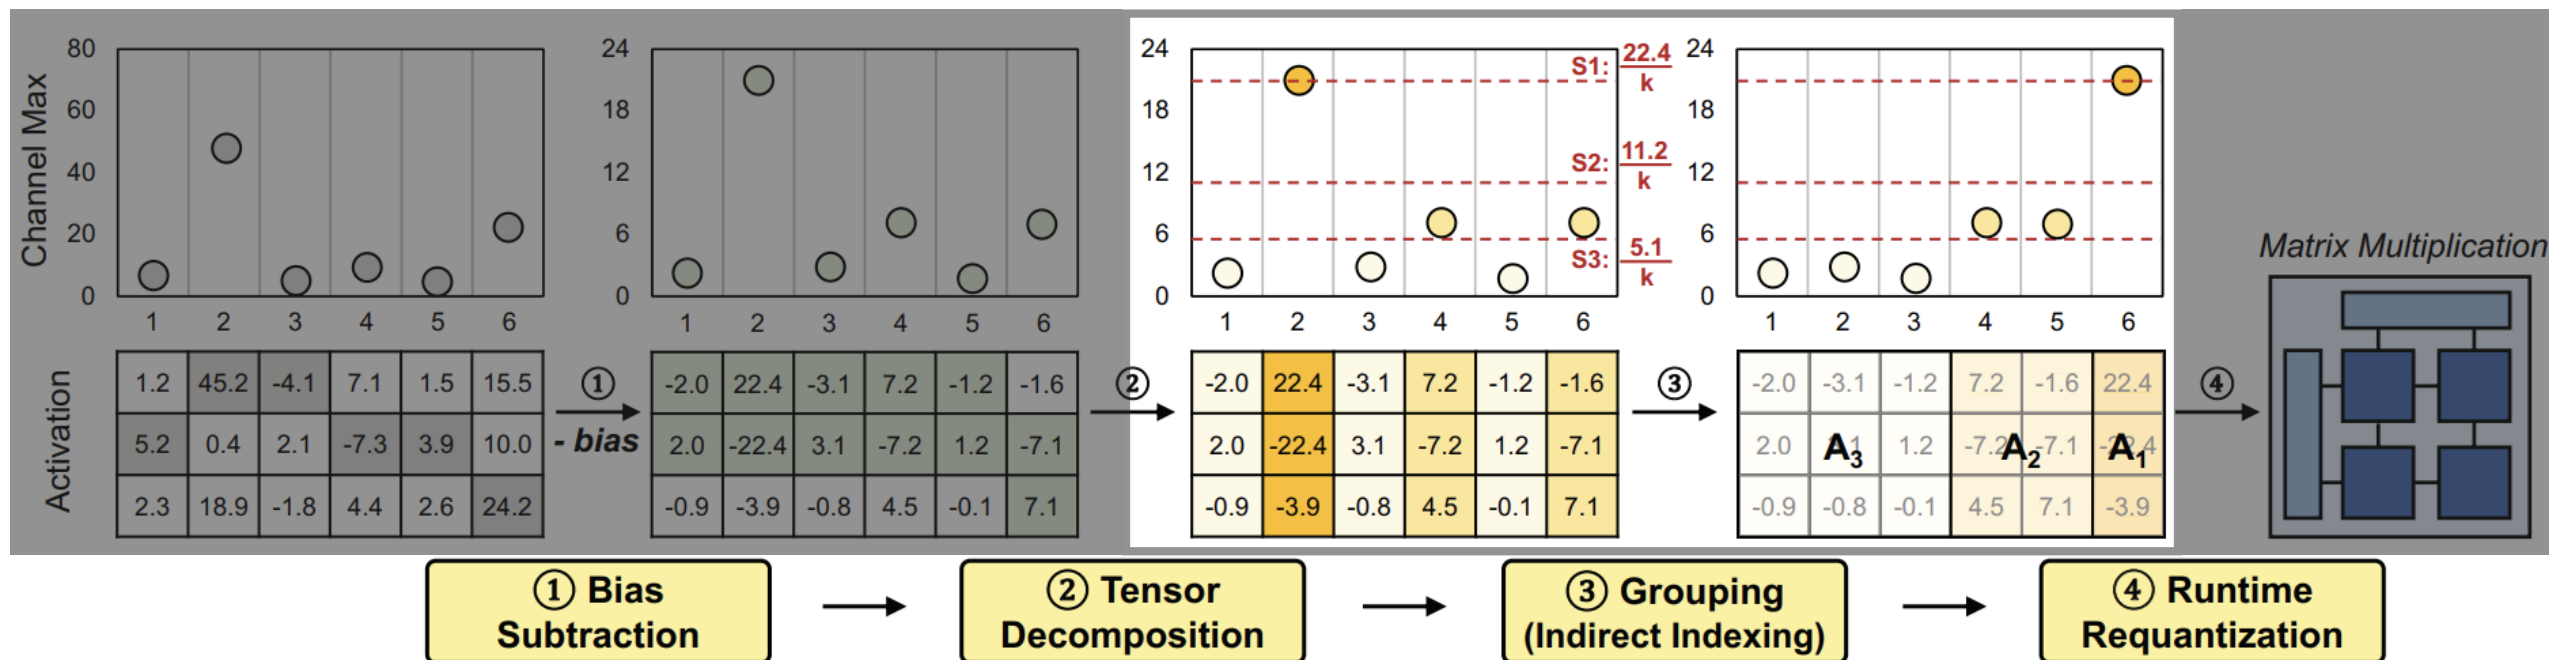 Channel Max
80
60
40
20
0
1 2 3 4 5 6
24
18
12
6
0
1 2 3 4 5 6
24
18
12
6
0
S1: 22.4
k
S2: 11.2
k
S3: 5.1
k
1 2 3 4 5 6
24
18
12
6
0
1 2 3 4 5 6
Activation
1.2 45.2 -4.1 7.1 1.5 15.5
5.2 0.4 2.1 -7.3 3.9 10.0
2.3 18.9 -1.8 4.4 2.6 24.2
①
- bias
-2.0 22.4 -3.1 7.2 -1.2 -1.6
2.0 -22.4 3.1 -7.2 1.2 -7.1
-0.9 -3.9 -0.8 4.5 -0.1 7.1
②
-2.0 22.4 -3.1 7.2 -1.2 -1.6
2.0 -22.4 3.1 -7.2 1.2 -7.1
-0.9 -3.9 -0.8 4.5 -0.1 7.1
③
-2.0 -3.1 -1.2 7.2 -1.6 22.4
2.0 1.2 -7.2 -7.1
A3 A2 A1
-0.9 -0.8 -0.1 4.5 7.1 -3.9
④
Matrix Multiplication
① Bias
Subtraction
② Tensor
Decomposition
③ Grouping
(Indirect Indexing)
④ Runtime
Requantization